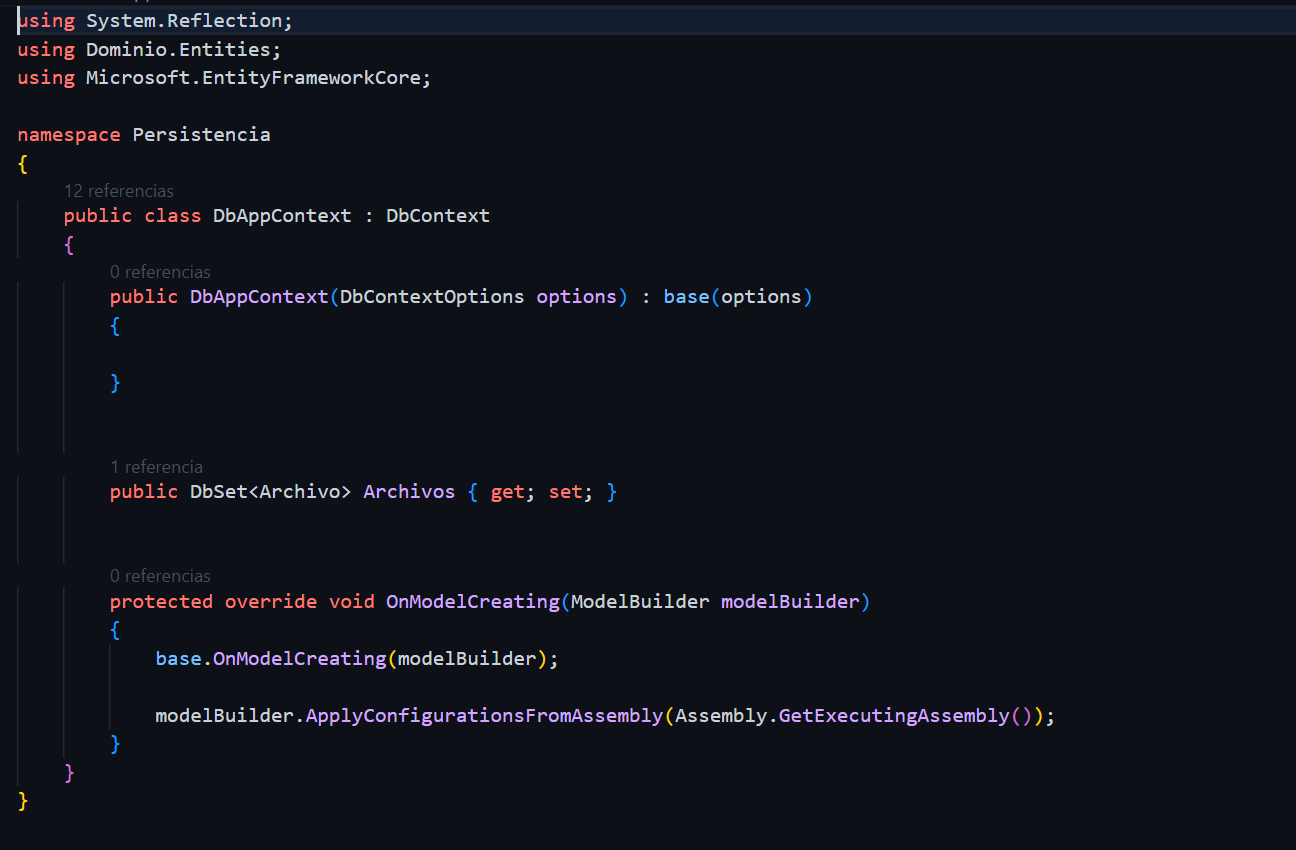 using System.Reflection;
using Dominio.Entities;
using Microsoft.EntityFrameworkCore;
namespace Persistencia
{
12 referencias
public class DbAppContext : DbContext
{
0 referencias
public DbAppContext(DbContextOptions options) : base(options)
{
}
1 referencia
public DbSet<Archivo> Archivos { get; set; }
0 referencias
protected override void OnModelCreating(ModelBuilder modelBuilder)
{
base.OnModelCreating(modelBuilder);
modelBuilder.ApplyConfigurationsFromAssembly(Assembly.GetExecutingAssembly());
}
}
}